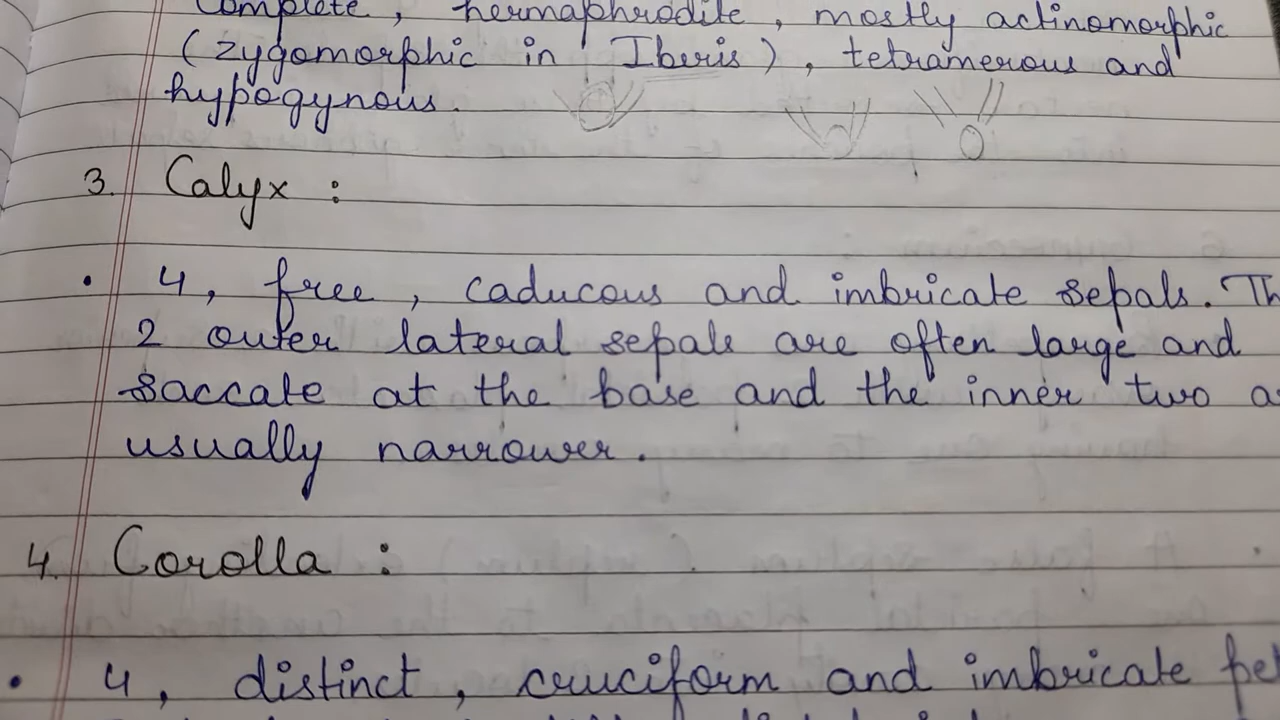 Complete, hermaphrodite, mostly actinomorphic
(zygomorphic in Iberis), tetramerous and
hypogynous.
3. Calyx :
• 4, free, caducous and imbricate sepals. Th
2 outer lateral sepals are often large and
saccate at the base and the inner two a
usually narrower.
4. Corolla :
• 4, distinct, cruciform and imbricate pet